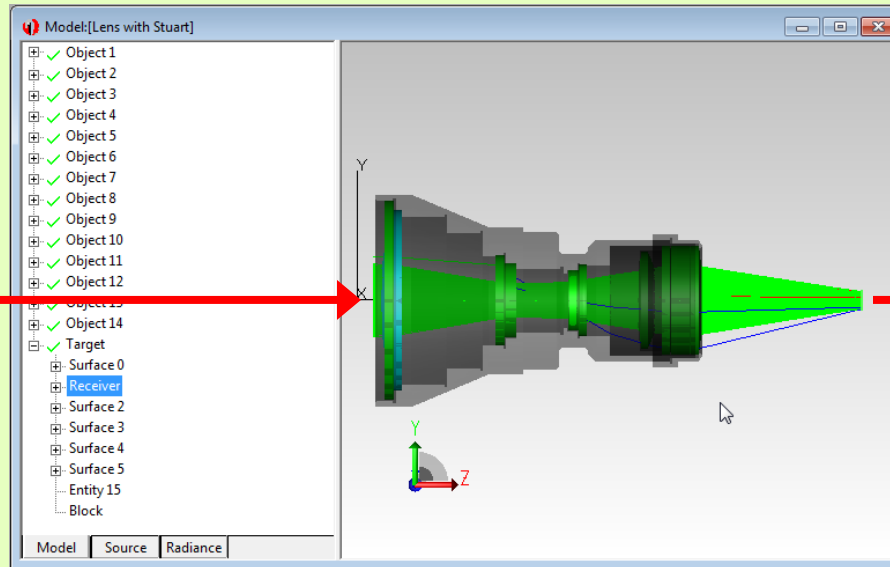 Model:[Lens with Stuart]
Object 1
Object 2
Object 3
Object 4
Object 5
Object 6
Object 7
Object 8
Object 9
Object 10
Object 11
Object 12
Object 13
Object 14
Target
Surface 0
Receiver
Surface 2
Surface 3
Surface 4
Surface 5
Entity 15
Block
Model Source Radiance
Y
X
Y
Z